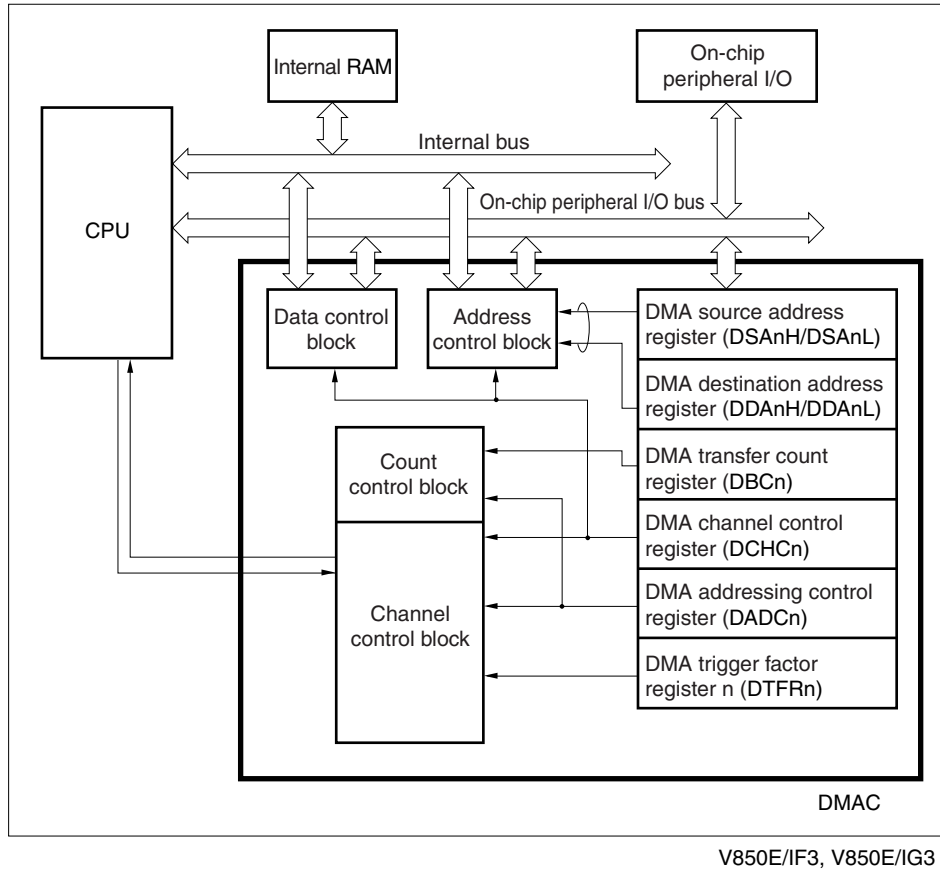 Internal RAM
On-chip
peripheral I/O
Internal bus
On-chip peripheral I/O bus
CPU
Data control
block
Address
control block
DMA source address
register (DSAnH/DSAnL)
DMA destination address
register (DDAnH/DDAnL)
DMA transfer count
register (DBCn)
DMA channel control
register (DCHCn)
DMA addressing control
register (DADCn)
DMA trigger factor
register n (DTFRn)
Count
control block
Channel
control block
DMAC
V850E/IF3, V850E/IG3